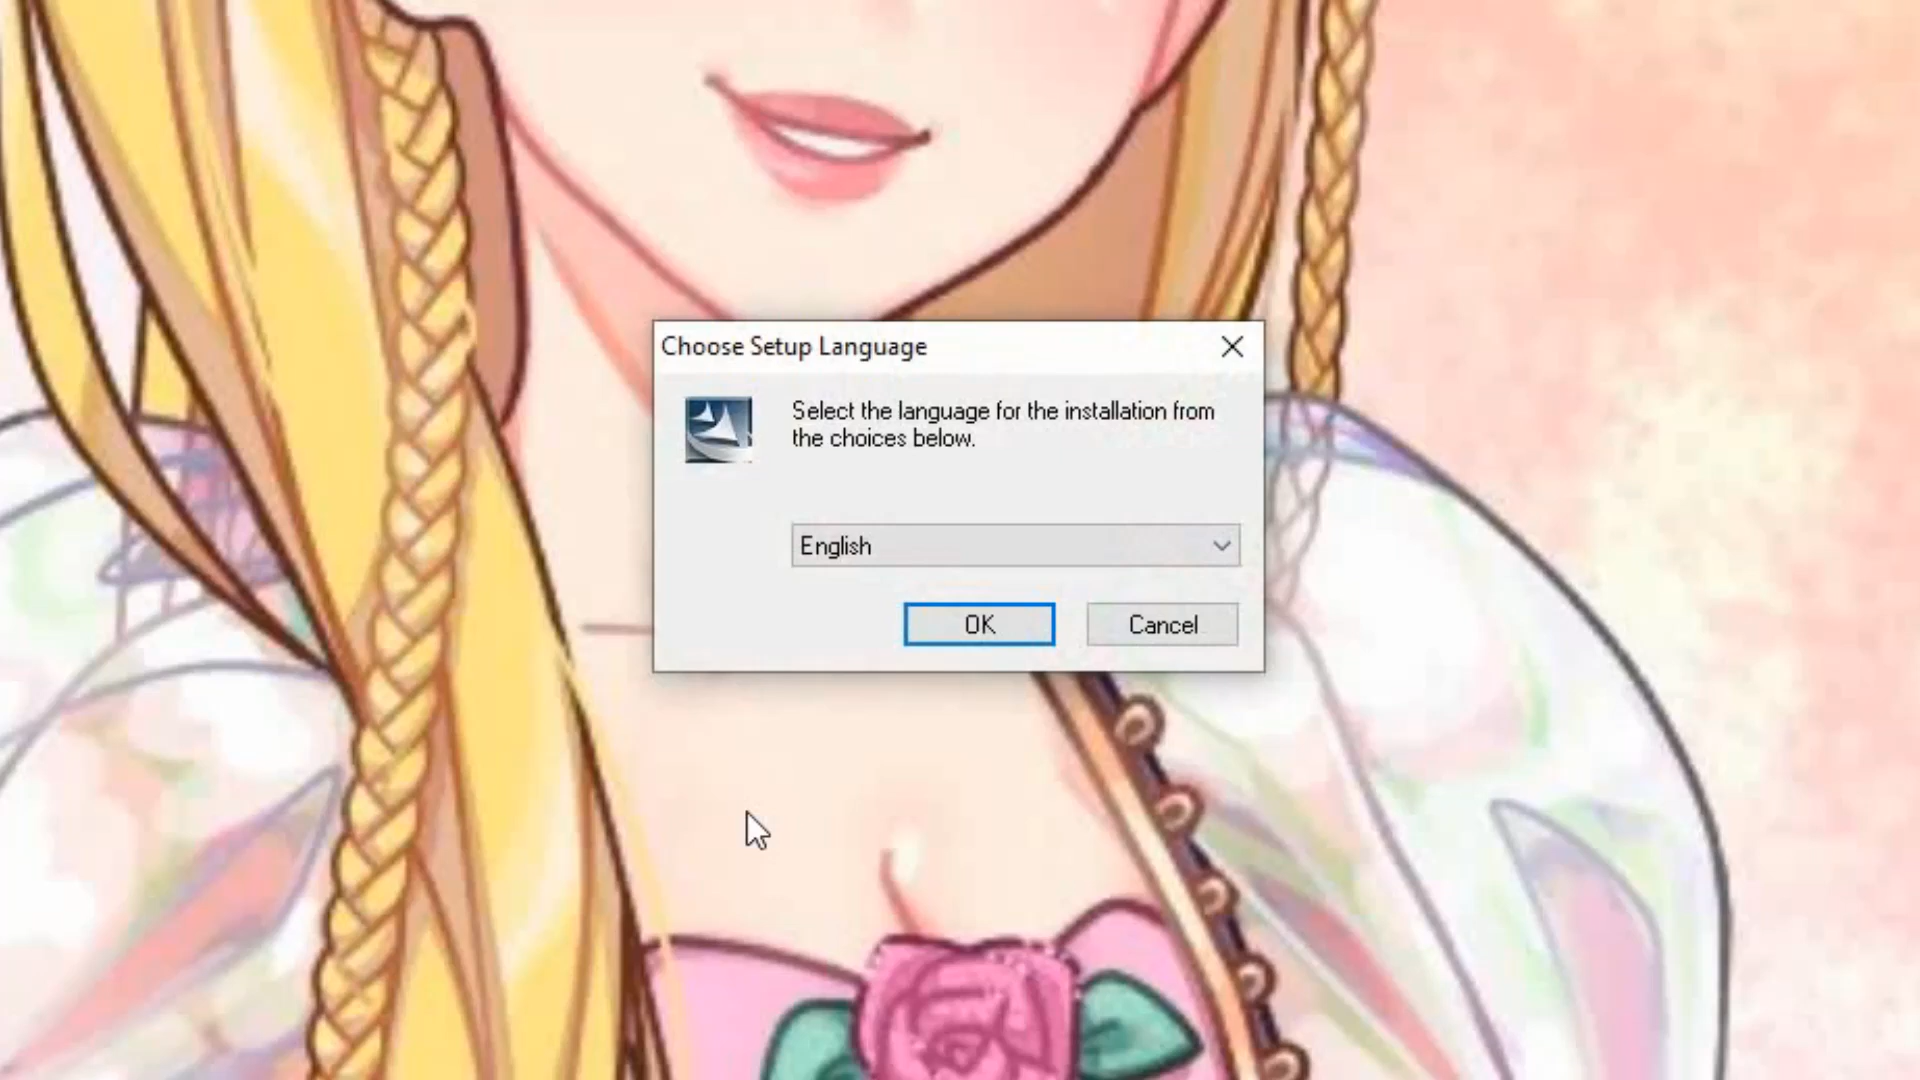 Choose Setup Language
Select the language for the installation from
the choices below.
English
OK
Cancel